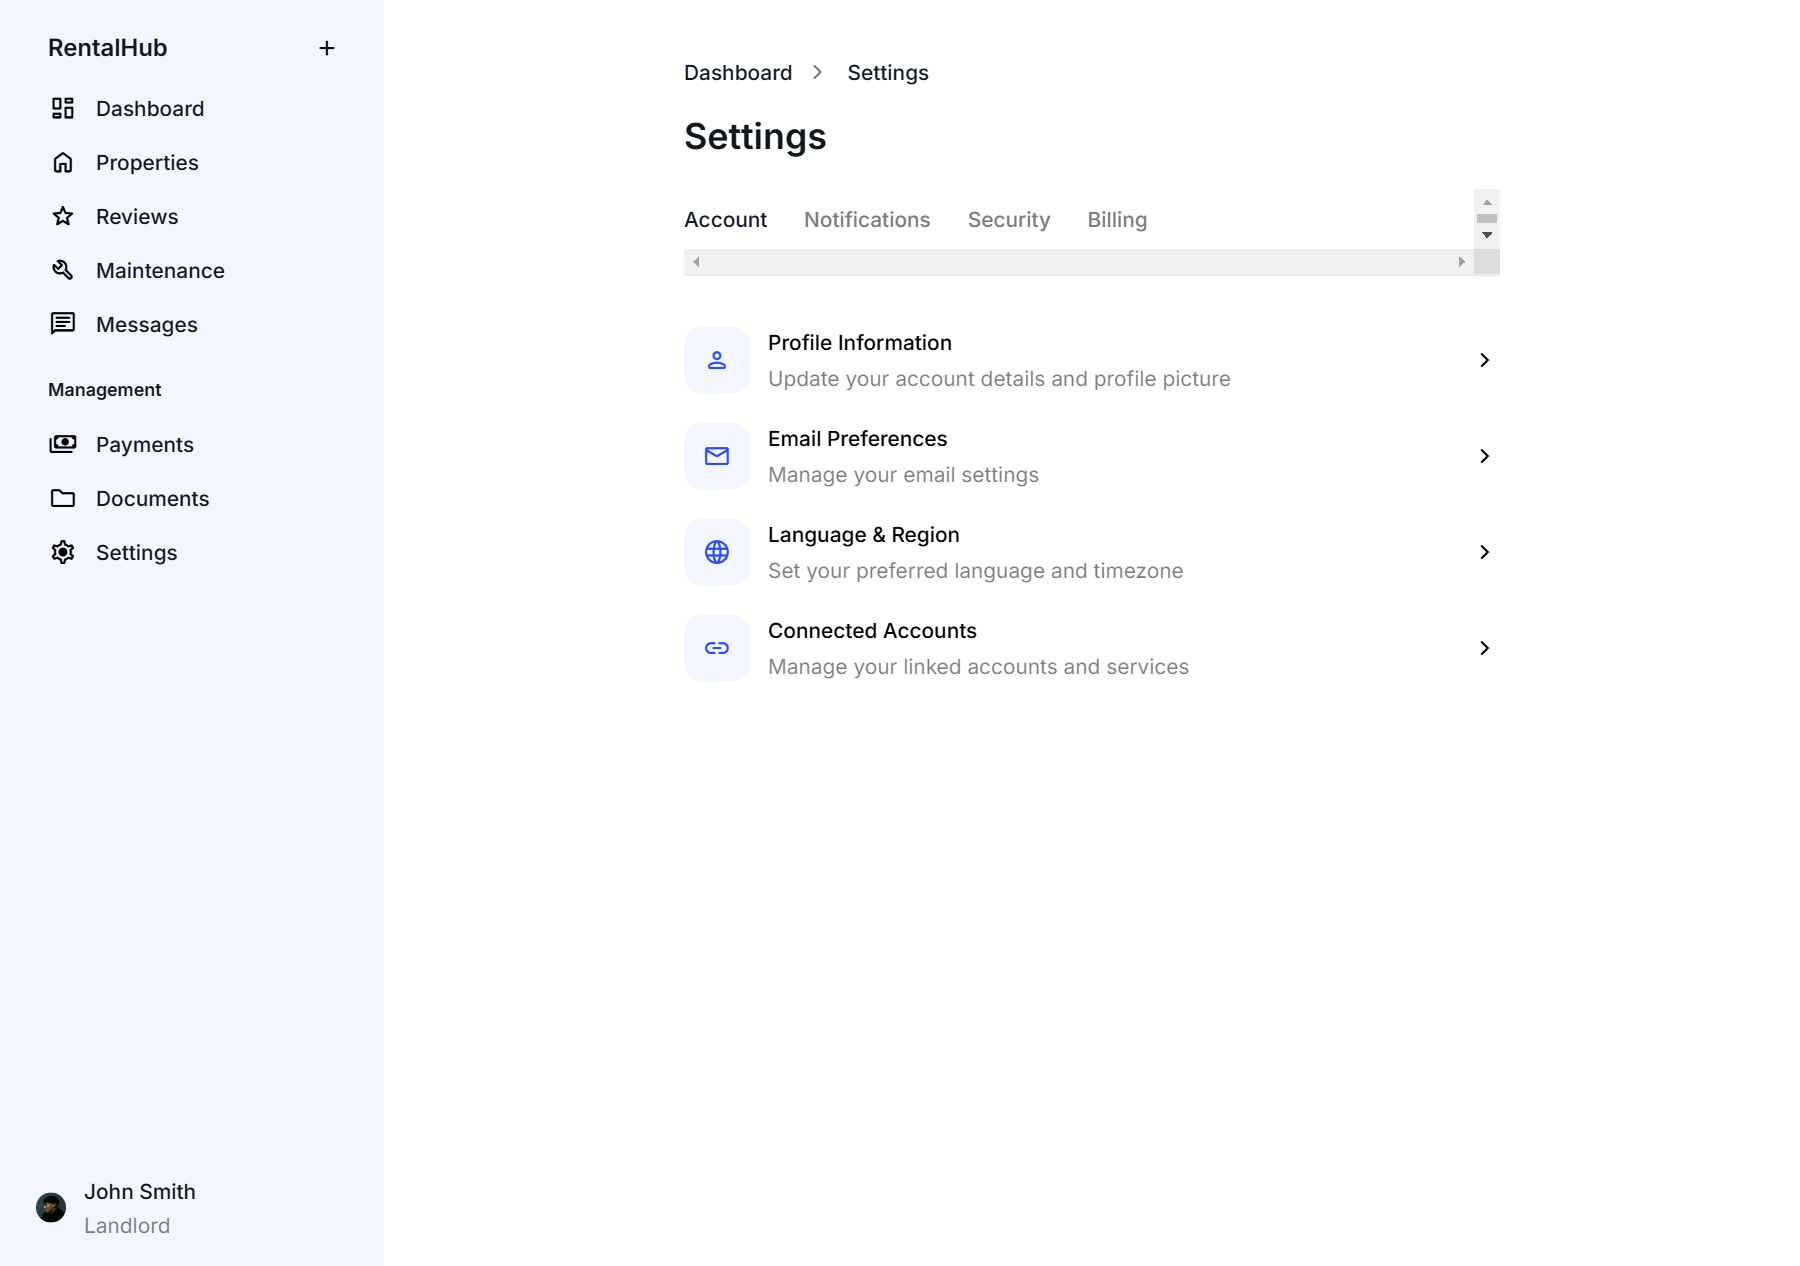 RentalHub
Dashboard
Properties
Reviews
Maintenance
Messages
Management
Payments
Documents
Settings
John Smith
Landlord
Dashboard Settings
Settings
Account Notifications Security Billing
Profile Information
Update your account details and profile picture
Email Preferences
Manage your email settings
Language & Region
Set your preferred language and timezone
Connected Accounts
Manage your linked accounts and services